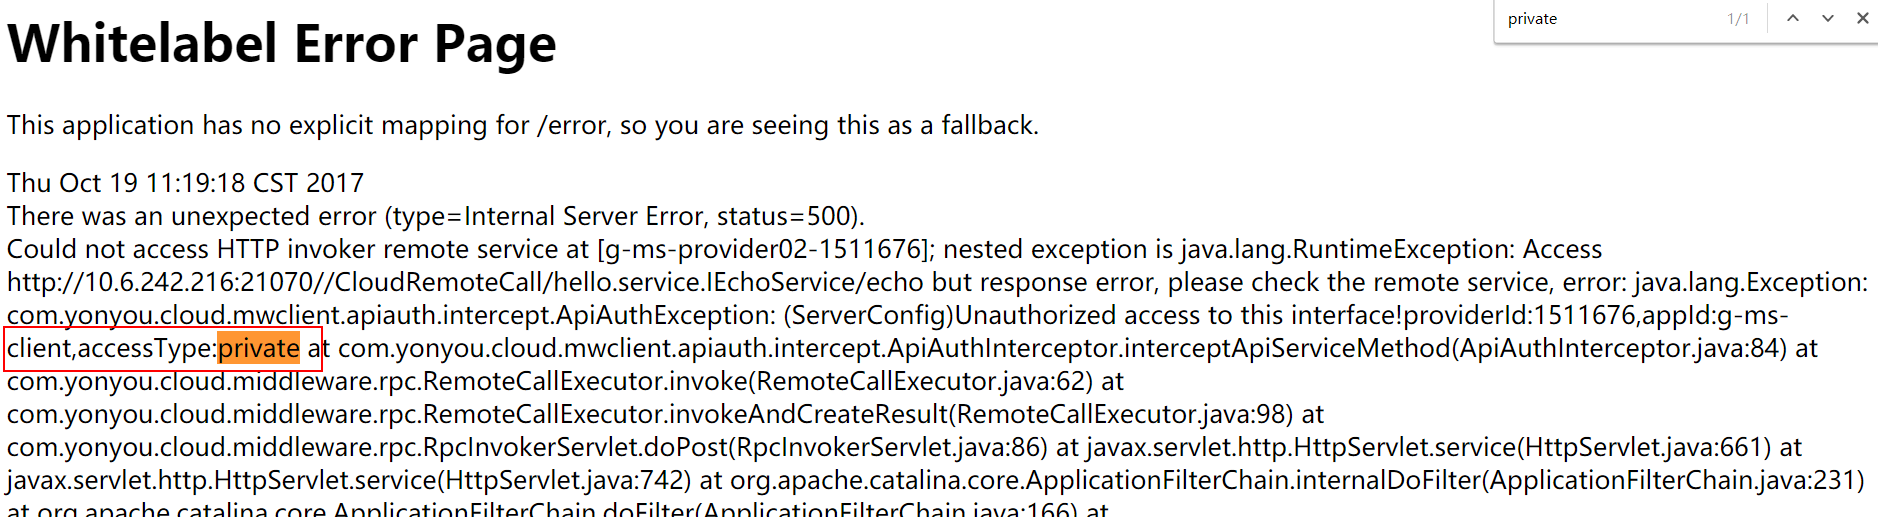 private 1/1
Whitelabel Error Page
This application has no explicit mapping for /error, so you are seeing this as a fallback.
Thu Oct 19 11:19:18 CST 2017
There was an unexpected error (type=Internal Server Error, status=500).
Could not access HTTP invoker remote service at [g-ms-provider02-1511676]; nested exception is java.lang.RuntimeException: Access
http://10.6.242.216:21070//CloudRemoteCall/hello.service.IEchoService/echo but response error, please check the remote service, error: java.lang.Exception:
com.yonyou.cloud.mwclient.apiauth.intercept.ApiAuthException: (ServerConfig)Unauthorized access to this interface!providerId:1511676,appId:g-ms-
client,accessType:private at com.yonyou.cloud.mwclient.apiauth.intercept.ApiAuthInterceptor.interceptApiServiceMethod(ApiAuthInterceptor.java:84) at
com.yonyou.cloud.middleware.rpc.RemoteCallExecutor.invoke(RemoteCallExecutor.java:62) at
com.yonyou.cloud.middleware.rpc.RemoteCallExecutor.invokeAndCreateResult(RemoteCallExecutor.java:98) at
com.yonyou.cloud.middleware.rpc.RpcInvokerServlet.doPost(RpcInvokerServlet.java:86) at javax.servlet.http.HttpServlet.service(HttpServlet.java:661) at
javax.servlet.http.HttpServlet.service(HttpServlet.java:742) at org.apache.catalina.core.ApplicationFilterChain.internalDoFilter(ApplicationFilterChain.java:231)
at org.apache.catalina.core.ApplicationFilterChain.doFilter(ApplicationFilterChain.java:166) at